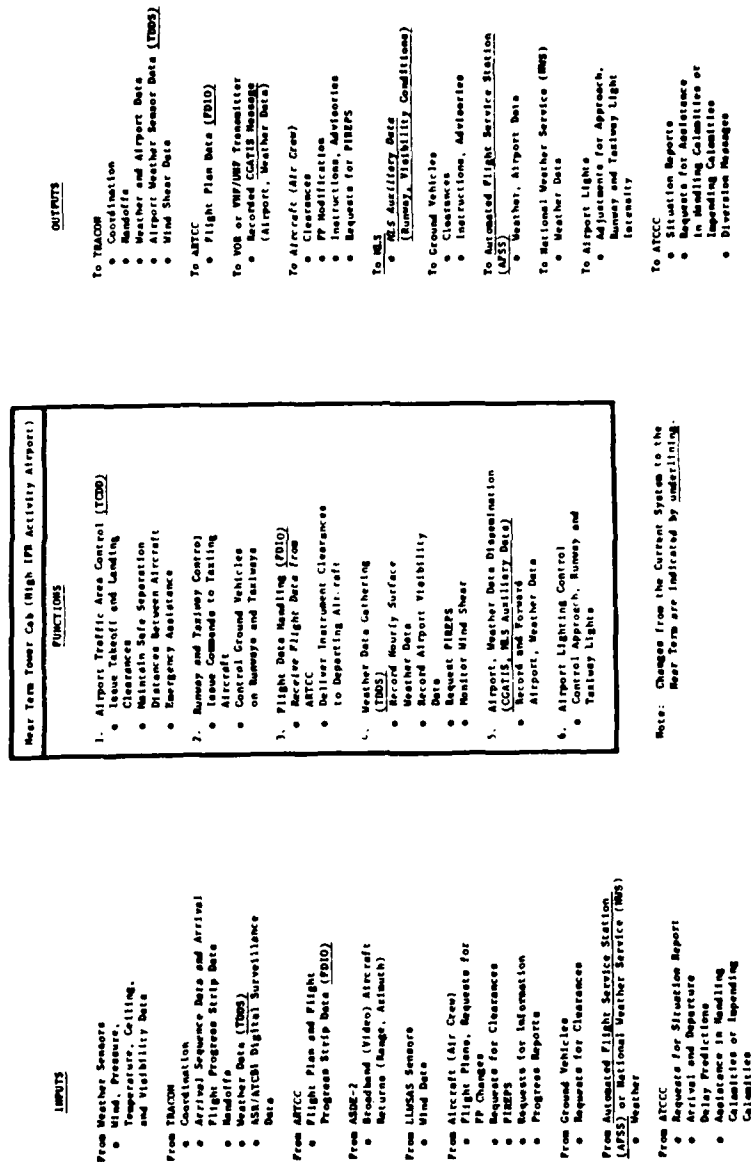 INPUTS
From Weather Sensors
• Wind, Pressure,
Temperature, Ceiling,
and Visibility Data
From TRACON
• Coordination
• Arrival Sequence Data and Arrival
Flight Progress Strip Data
• Handoffs
• Weather Data (TDDS)
• ASR/ATCBI Digital Surveillance
Data
From ARTCC
• Flight Plan and Flight
Progress Strip Data (FDIO)
From ASDE-2
• Broadband (Video) Aircraft
Returns (Range, Azimuth)
From LLWSAS Sensors
• Wind Data
From Aircraft (Air Crew)
• Flight Plans, Requests for
FP Changes
• Requests for Clearances
• PIREPS
• Requests for Information
• Progress Reports
From Ground Vehicles
• Requests for Clearances
From Automated Flight Service Station
(AFSS) or National Weather Service (NWS)
• Weather
From ATCCC
• Requests for Situation Report
• Arrival and Departure
Delay Predictions
• Assistance in Handling
Calamities or Impending
Calamities
Near Term Tower Cab (High IFR Activity Airport)
FUNCTIONS
1. Airport Traffic Area Control (TCDD)
• Issue Takeoff and Landing
Clearances
• Maintain Safe Separation
Distances Between Aircraft
• Emergency Assistance
2. Runway and Taxiway Control
• Issue Commands to Taxiing
Aircraft
• Control Ground Vehicles
on Runways and Taxiways
3. Flight Data Handling (FDIO)
• Receive Flight Data from
ARTCC
• Deliver Instrument Clearances
to Departing Aircraft
4. Weather Data Gathering
(TDDS)
• Record Hourly Surface
Weather Data
• Record Airport Visibility
Data
• Request PIREPS
• Monitor Wind Shear
5. Airport, Weather Data Dissemination
(CGATIS, MLS Auxiliary Data)
• Record and Forward
Airport, Weather Data
6. Airport Lighting Control
• Control Approach, Runway and
Taxiway Lights
Note: Changes from the Current System to the
Near Term are indicated by underlining.
OUTPUTS
To TRACON
• Coordination
• Handoffs
• Weather and Airport Data
• Airport Weather Sensor Data (TDDS)
• Wind Shear Data
To ARTCC
• Flight Plan Data (FDIO)
To VOR or VHF/UHF Transmitter
• Recorded CGATIS Message
(Airport, Weather Data)
To Aircraft (Air Crew)
• Clearances
• FP Modification
• Instructions, Advisories
• Requests for PIREPS
To MLS
• MLS Auxiliary Data
(Runway, Visibility Conditions)
To Ground Vehicles
• Clearances
• Instructions, Advisories
To Automated Flight Service Station
(AFSS)
• Weather, Airport Data
To National Weather Service (NWS)
• Weather Data
To Airport Lights
• Adjustments for Approach,
Runway and Taxiway Light
Intensity
To ATCCC
• Situation Reports
• Requests for Assistance
in Handling Calamities or
Impending Calamities
• Diversion Messages